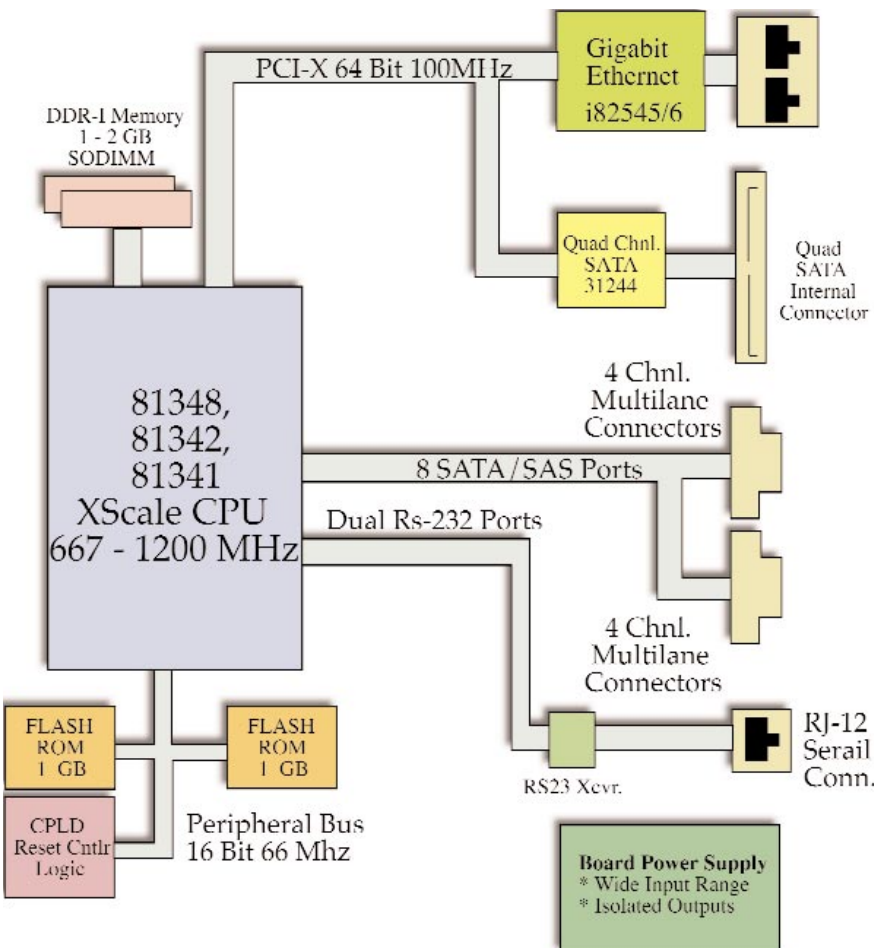 PCI-X 64 Bit 100MHz
Gigabit
Ethernet
i82545/6
DDR-I Memory
1 - 2 GB
SODIMM
Quad Chnl.
SATA
31244
Quad
SATA
Internal
Connector
4 Chnl.
Multilane
Connectors
81348,
81342,
81341
XScale CPU
667 - 1200 MHz
8 SATA/SAS Ports
Dual Rs-232 Ports
4 Chnl.
Multilane
Connectors
FLASH
ROM
1 GB
FLASH
ROM
1 GB
RJ-12
Serail
Conn.
RS23 Xcvr.
CPLD
Reset Cntlr
Logic
Peripheral Bus
16 Bit 66 Mhz
Board Power Supply
* Wide Input Range
* Isolated Outputs